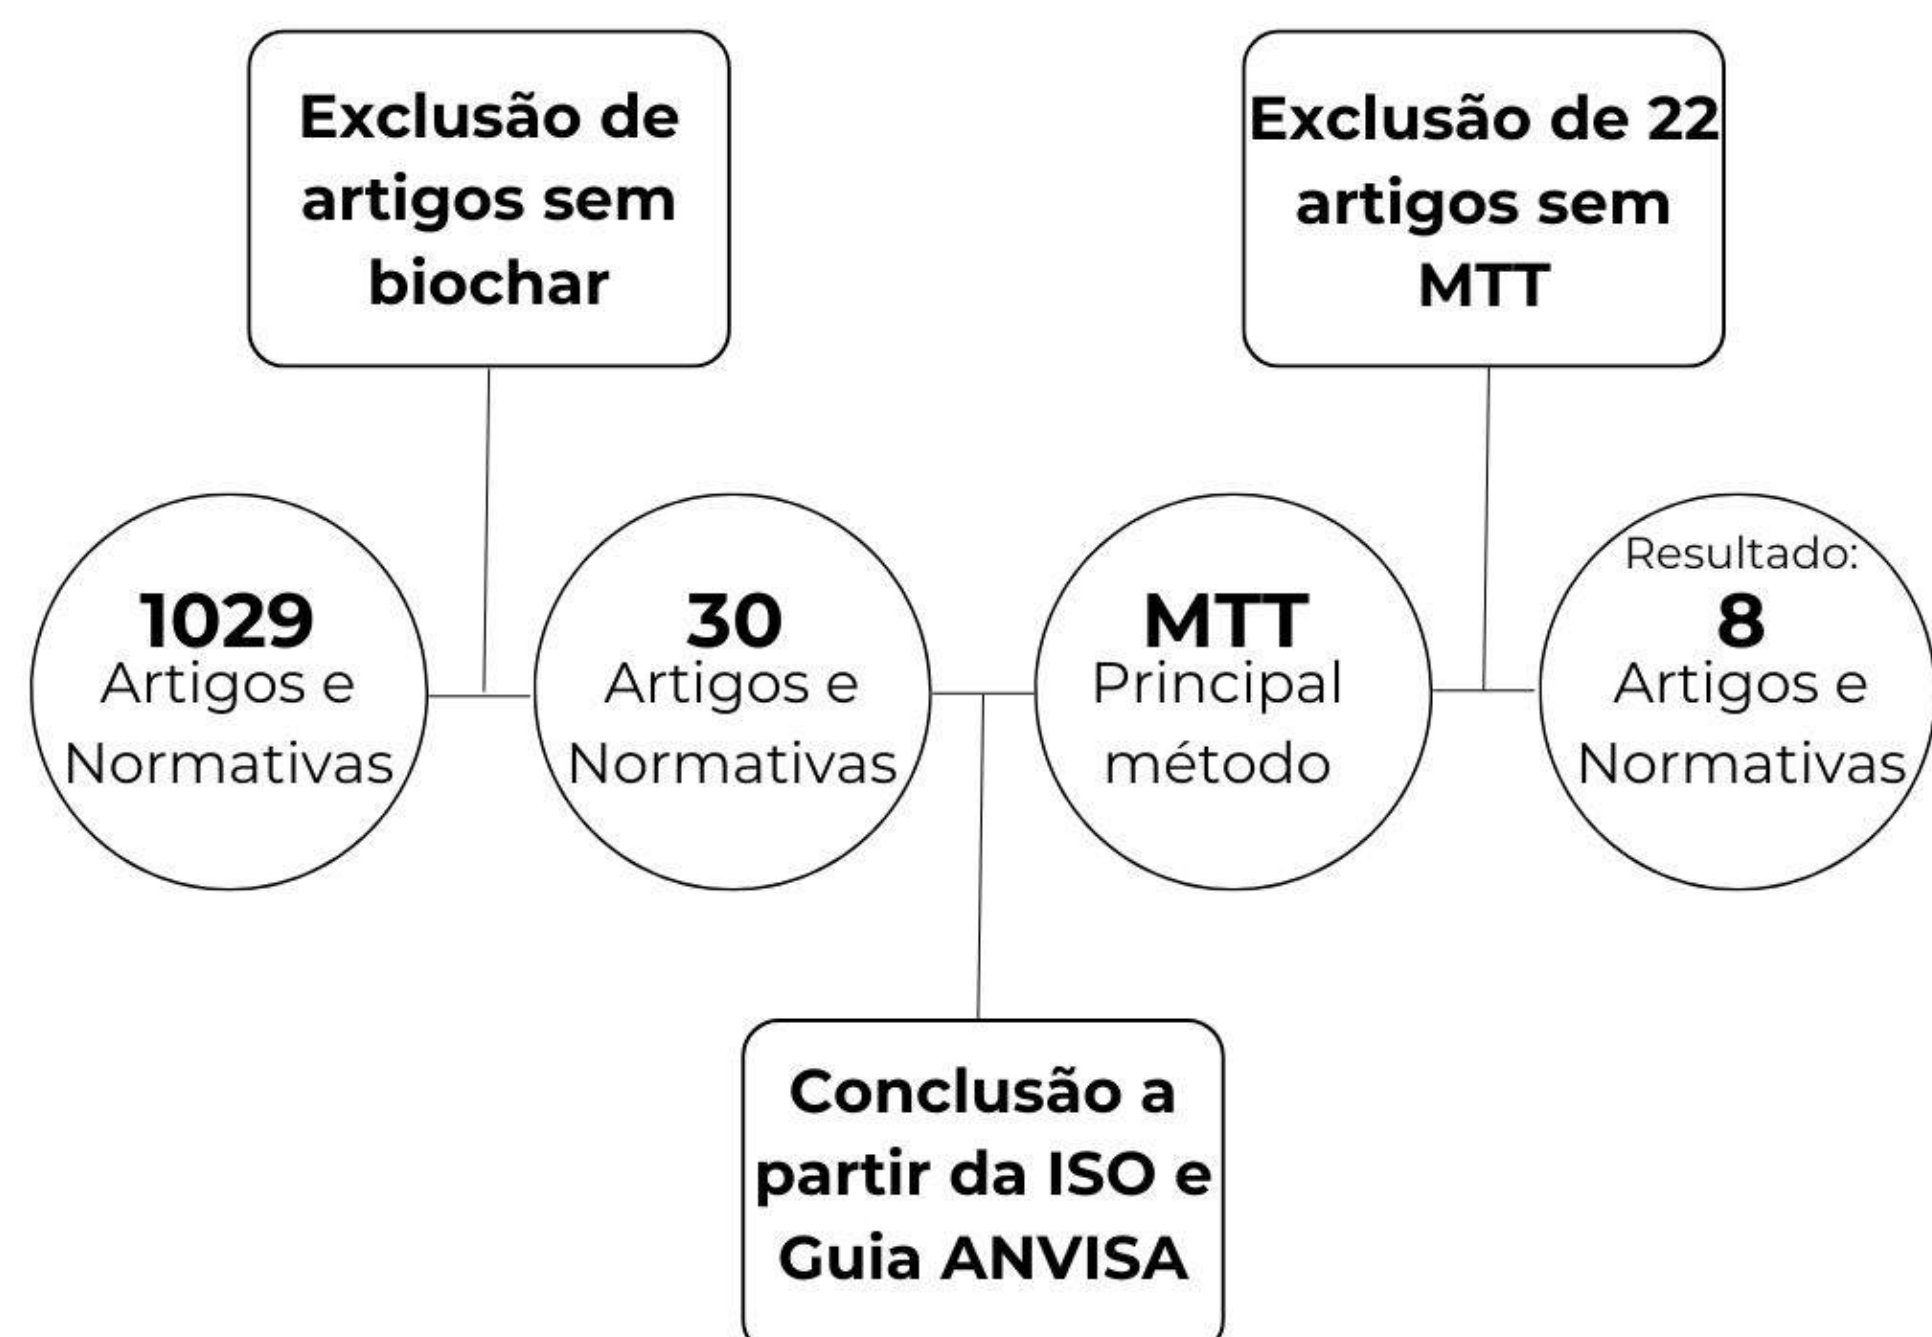 Exclusão de
artigos sem
biochar
Exclusão de 22
artigos sem
MTT
1029
Artigos e
Normativas
30
Artigos e
Normativas
MTT
Principal
método
Resultado:
8
Artigos e
Normativas
Conclusão a
partir da ISO e
Guia ANVISA